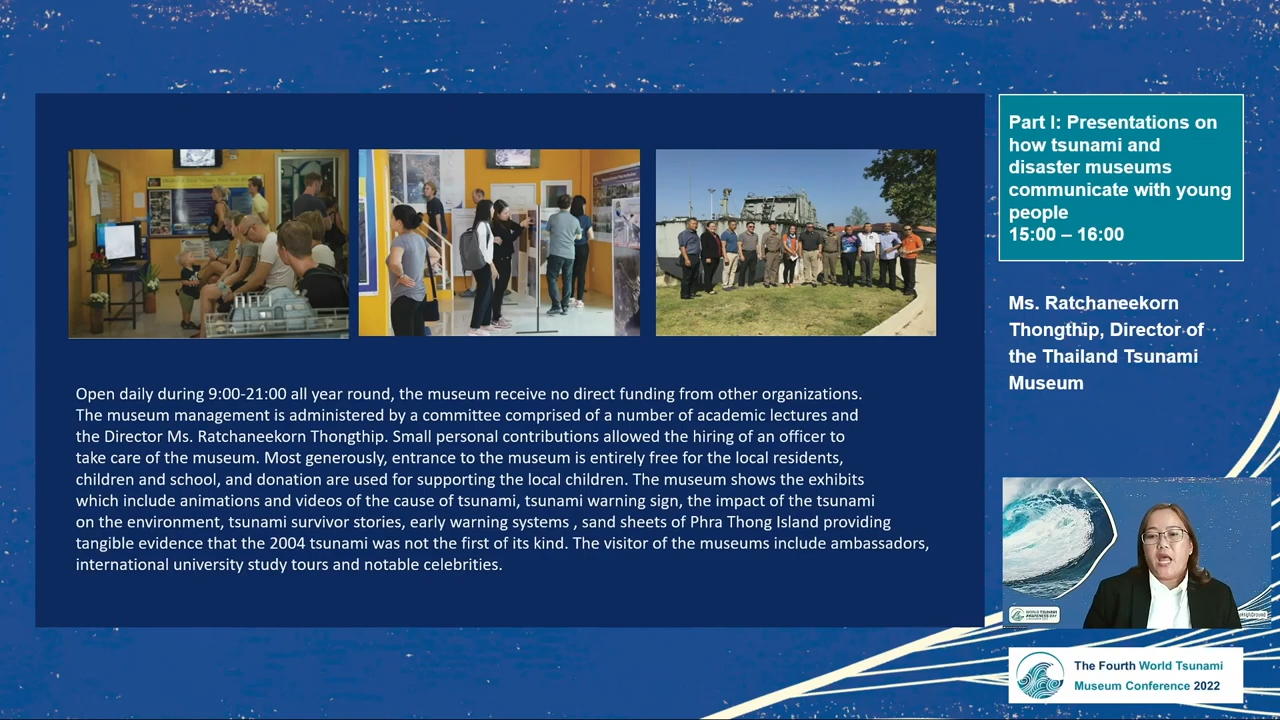 Part I: Presentations on
how tsunami and
disaster museums
communicate with young
people
15:00 – 16:00
Ms. Ratchaneekorn
Thongthip, Director of
the Thailand Tsunami
Museum
Open daily during 9:00-21:00 all year round, the museum receive no direct funding from other organizations.
The museum management is administered by a committee comprised of a number of academic lectures and
the Director Ms. Ratchaneekorn Thongthip. Small personal contributions allowed the hiring of an officer to
take care of the museum. Most generously, entrance to the museum is entirely free for the local residents,
children and school, and donation are used for supporting the local children. The museum shows the exhibits
which include animations and videos of the cause of tsunami, tsunami warning sign, the impact of the tsunami
on the environment, tsunami survivor stories, early warning systems , sand sheets of Phra Thong Island providing
tangible evidence that the 2004 tsunami was not the first of its kind. The visitor of the museums include ambassadors,
international university study tours and notable celebrities.
WORLD TSUNAMI
AWARENESS DAY
The Fourth World Tsunami
Museum Conference 2022